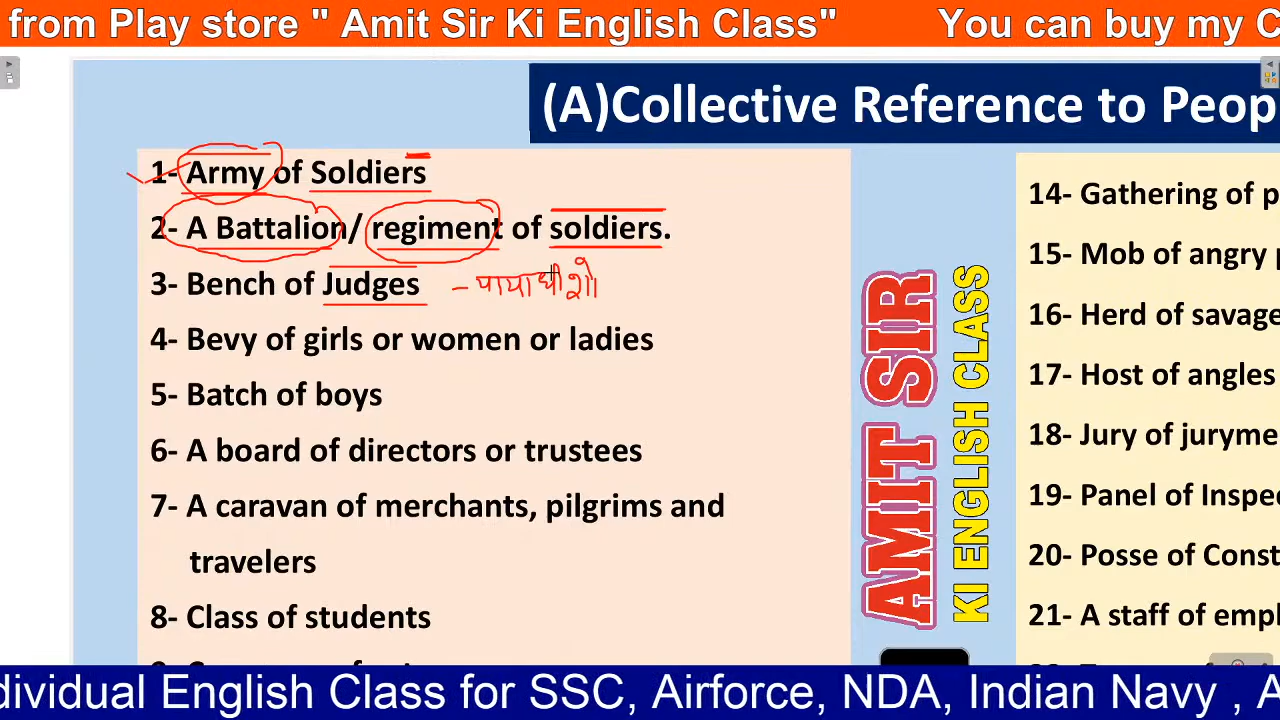 from Play store " Amit Sir Ki English Class" You can buy my C
(A)Collective Reference to Peop
1- Army of Soldiers
2- A Battalion/ regiment of soldiers.
3- Bench of Judges -
4- Bevy of girls or women or ladies
5- Batch of boys
6- A board of directors or trustees
7- A caravan of merchants, pilgrims and
travelers
8- Class of students
AMIT SIR
KI ENGLISH CLASS
14- Gathering of p
15- Mob of angry p
16- Herd of savage
17- Host of angles
18- Jury of juryme
19- Panel of Inspe
20- Posse of Const
21- A staff of empl
dividual English Class for SSC, Airforce, NDA, Indian Navy , A